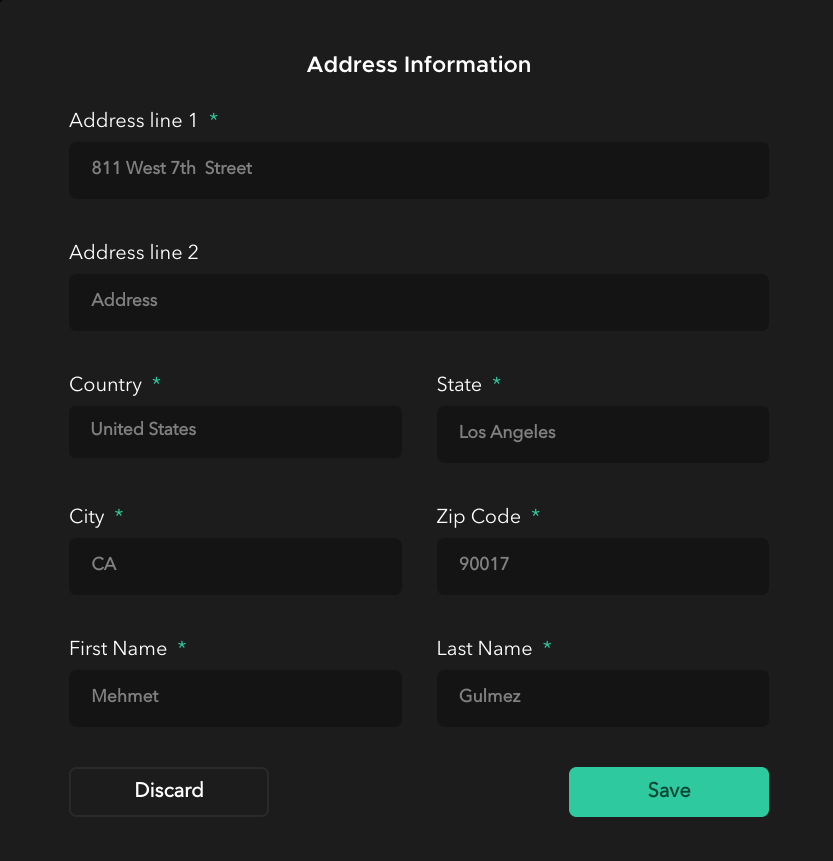 Address Information
Address line 1 *
811 West 7th Street
Address line 2
Address
Country * State *
United States Los Angeles
City * Zip Code *
CA 90017
First Name * Last Name *
Mehmet Gulmez
Discard Save